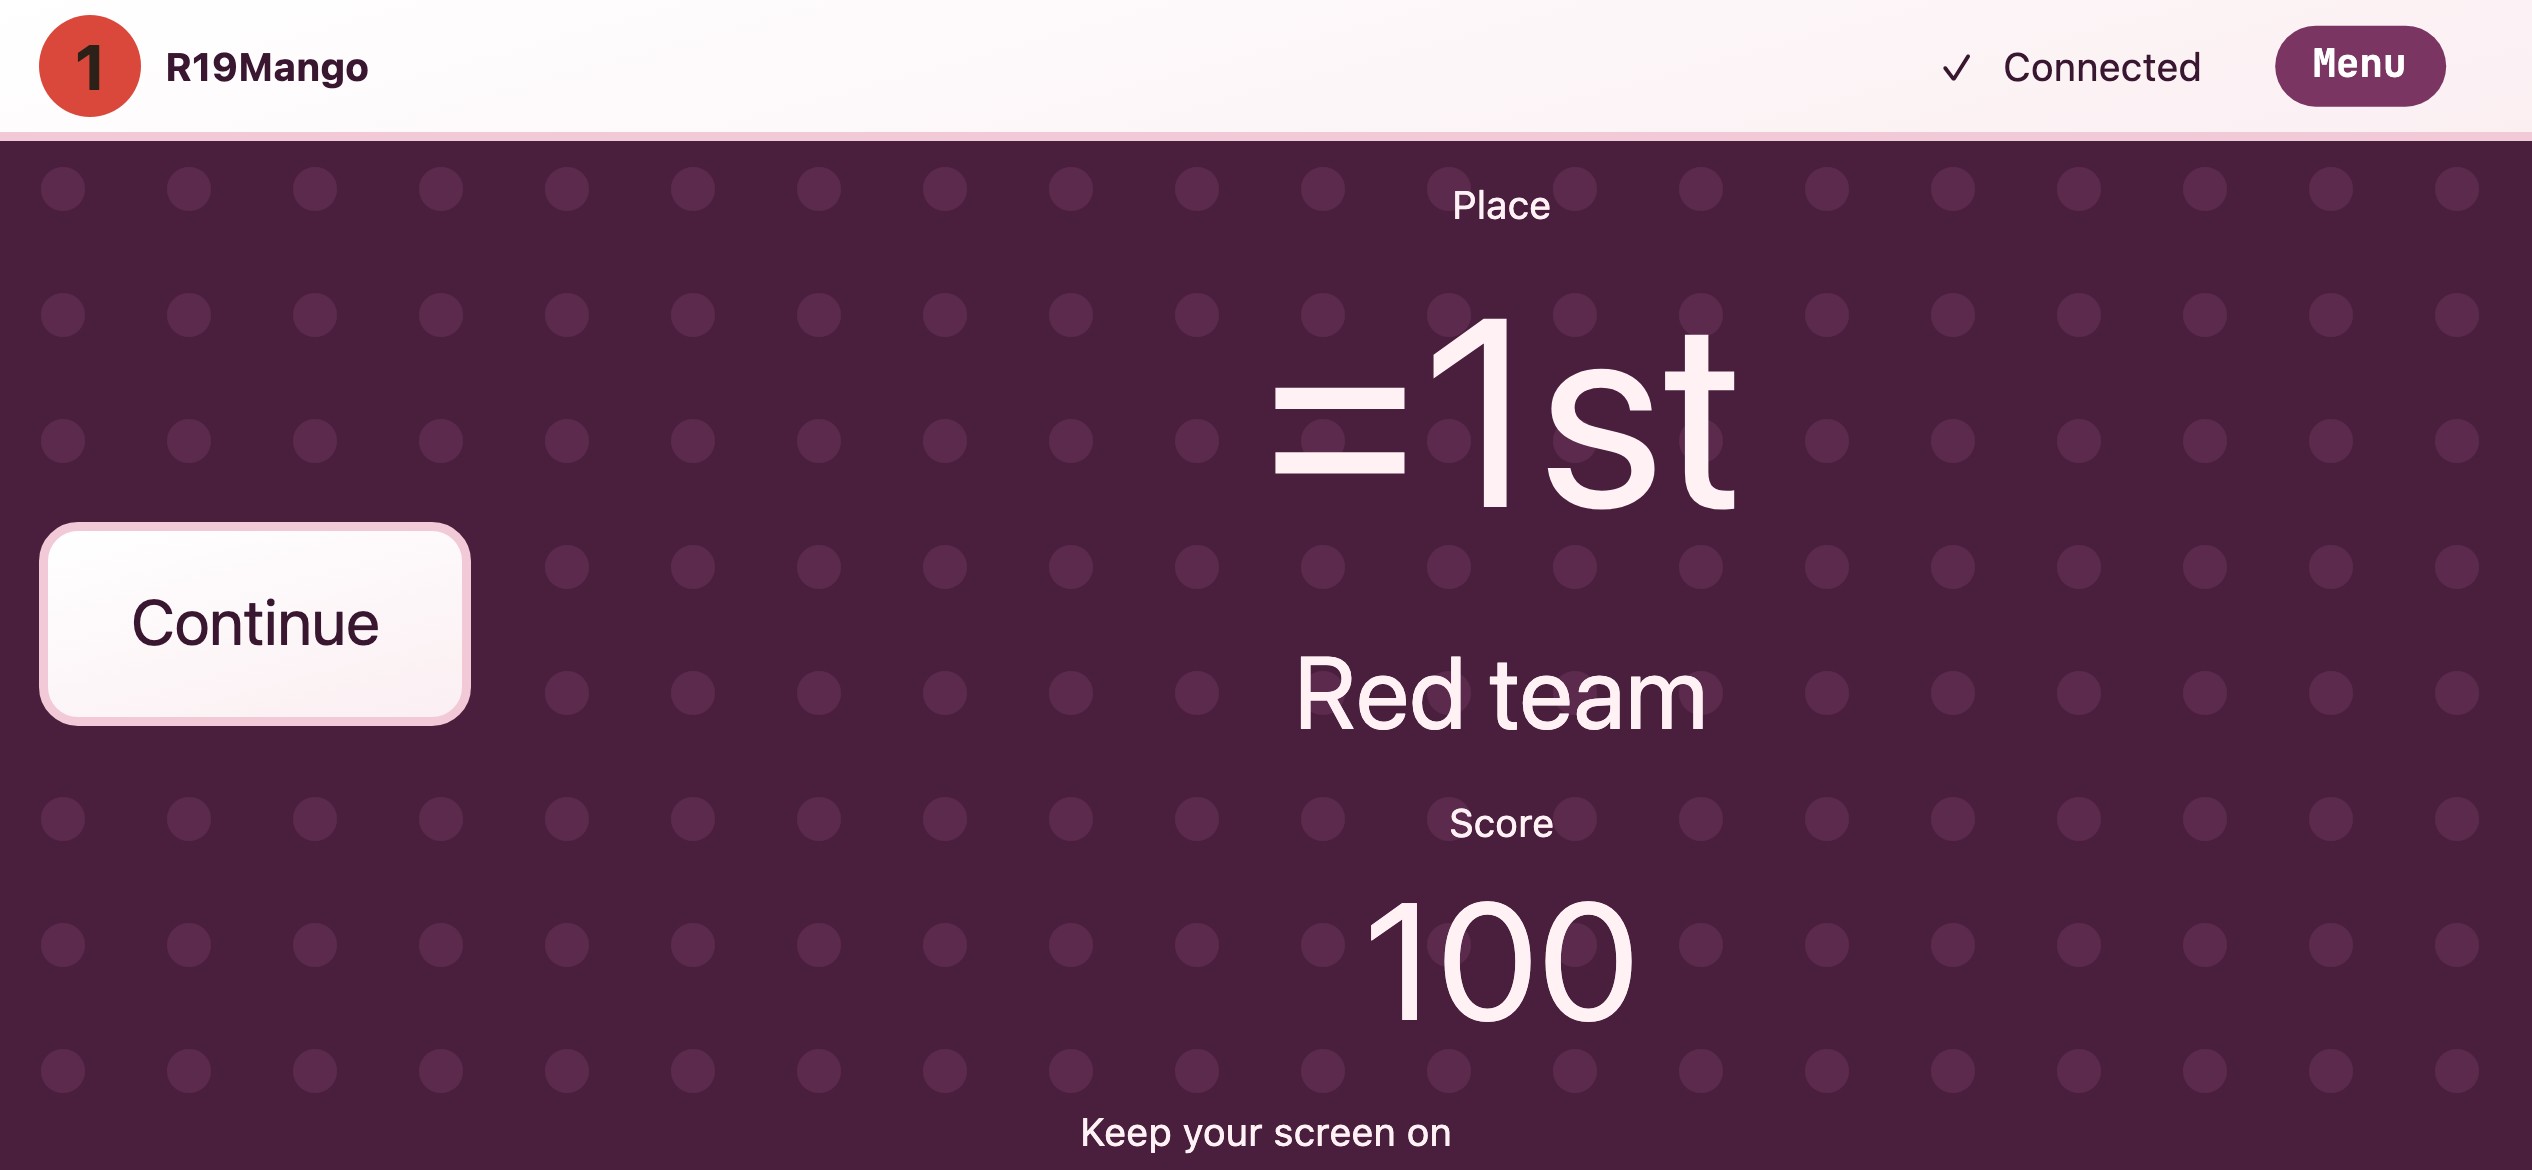 1 R19Mango ✓ Connected Menu
Place
=1st
Continue
Red team
Score
100
Keep your screen on